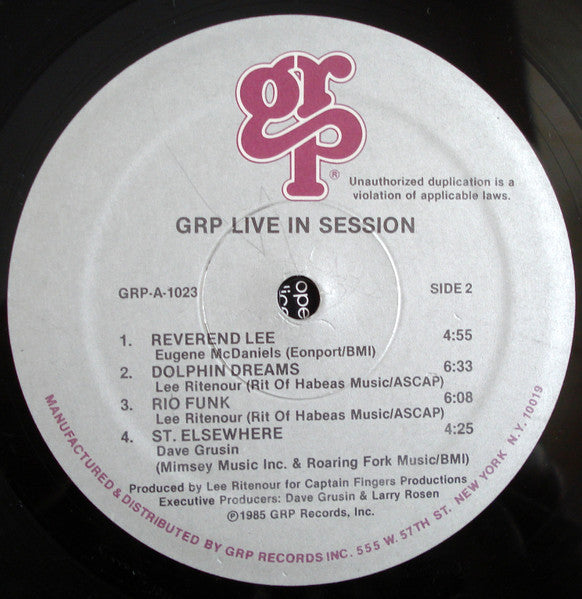 grp®
Unauthorized duplication is a
violation of applicable laws.
GRP LIVE IN SESSION
GRP-A-1023
SIDE 2
ope
1. REVEREND LEE 4:55
Eugene McDaniels (Eonport/BMI)
2. DOLPHIN DREAMS 6:33
Lee Ritenour (Rit Of Habeas Music/ASCAP)
3. RIO FUNK 6:08
Lee Ritenour (Rit Of Habeas Music/ASCAP)
4. ST. ELSEWHERE 4:25
Dave Grusin
(Mimsey Music Inc. & Roaring Fork Music/BMI)
Produced by Lee Ritenour for Captain Fingers Productions
Executive Producers: Dave Grusin & Larry Rosen
℗1985 GRP Records, Inc.
MANUFACTURED & DISTRIBUTED BY GRP RECORDS INC. 555 W. 57TH ST. NEW YORK N.Y. 10019